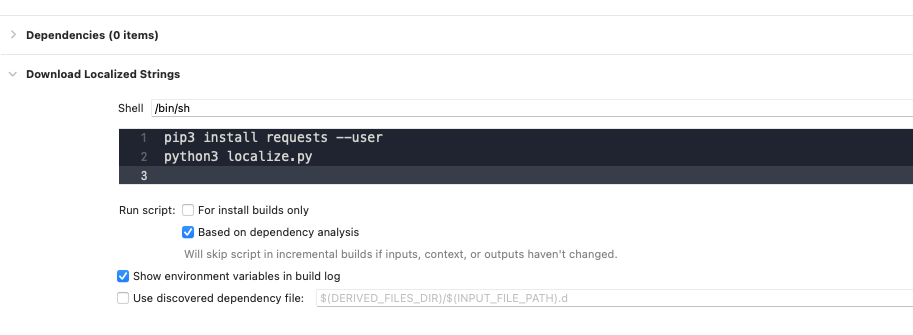 Dependencies (0 items)
Download Localized Strings
Shell /bin/sh
1 pip3 install requests --user
2 python3 localize.py
3
Run script: For install builds only
Based on dependency analysis
Will skip script in incremental builds if inputs, context, or outputs haven't changed.
Show environment variables in build log
Use discovered dependency file: $(DERIVED_FILES_DIR)/$(INPUT_FILE_PATH).d